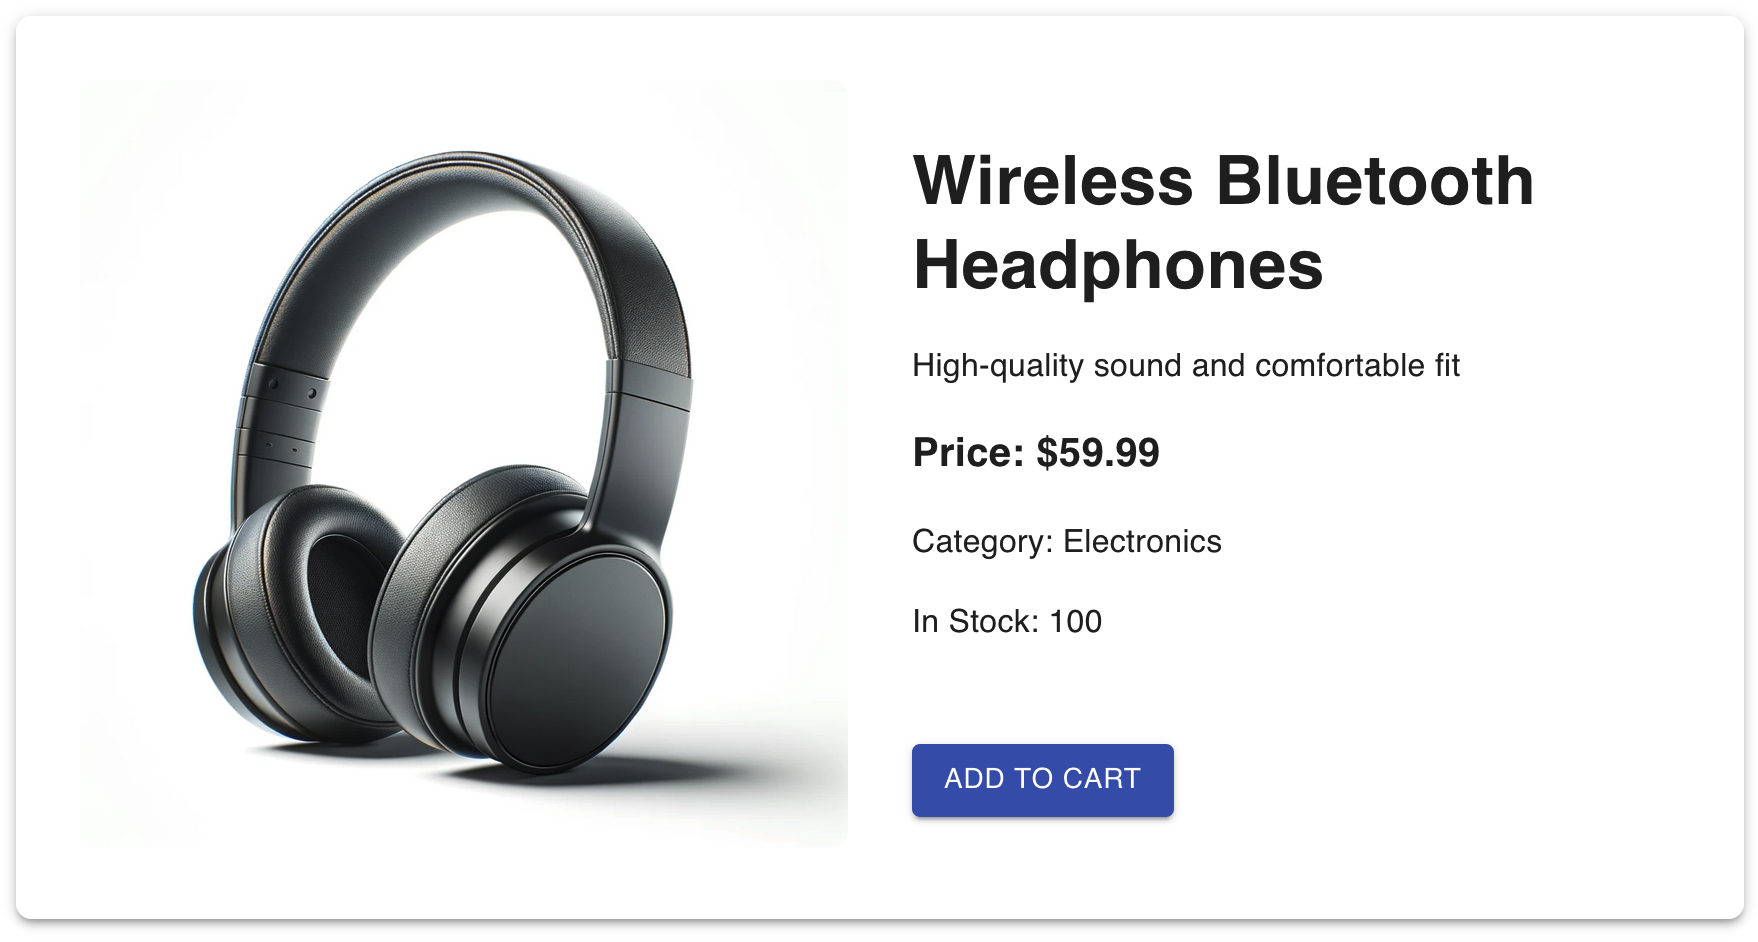 Wireless Bluetooth
Headphones
High-quality sound and comfortable fit
Price: $59.99
Category: Electronics
In Stock: 100
ADD TO CART